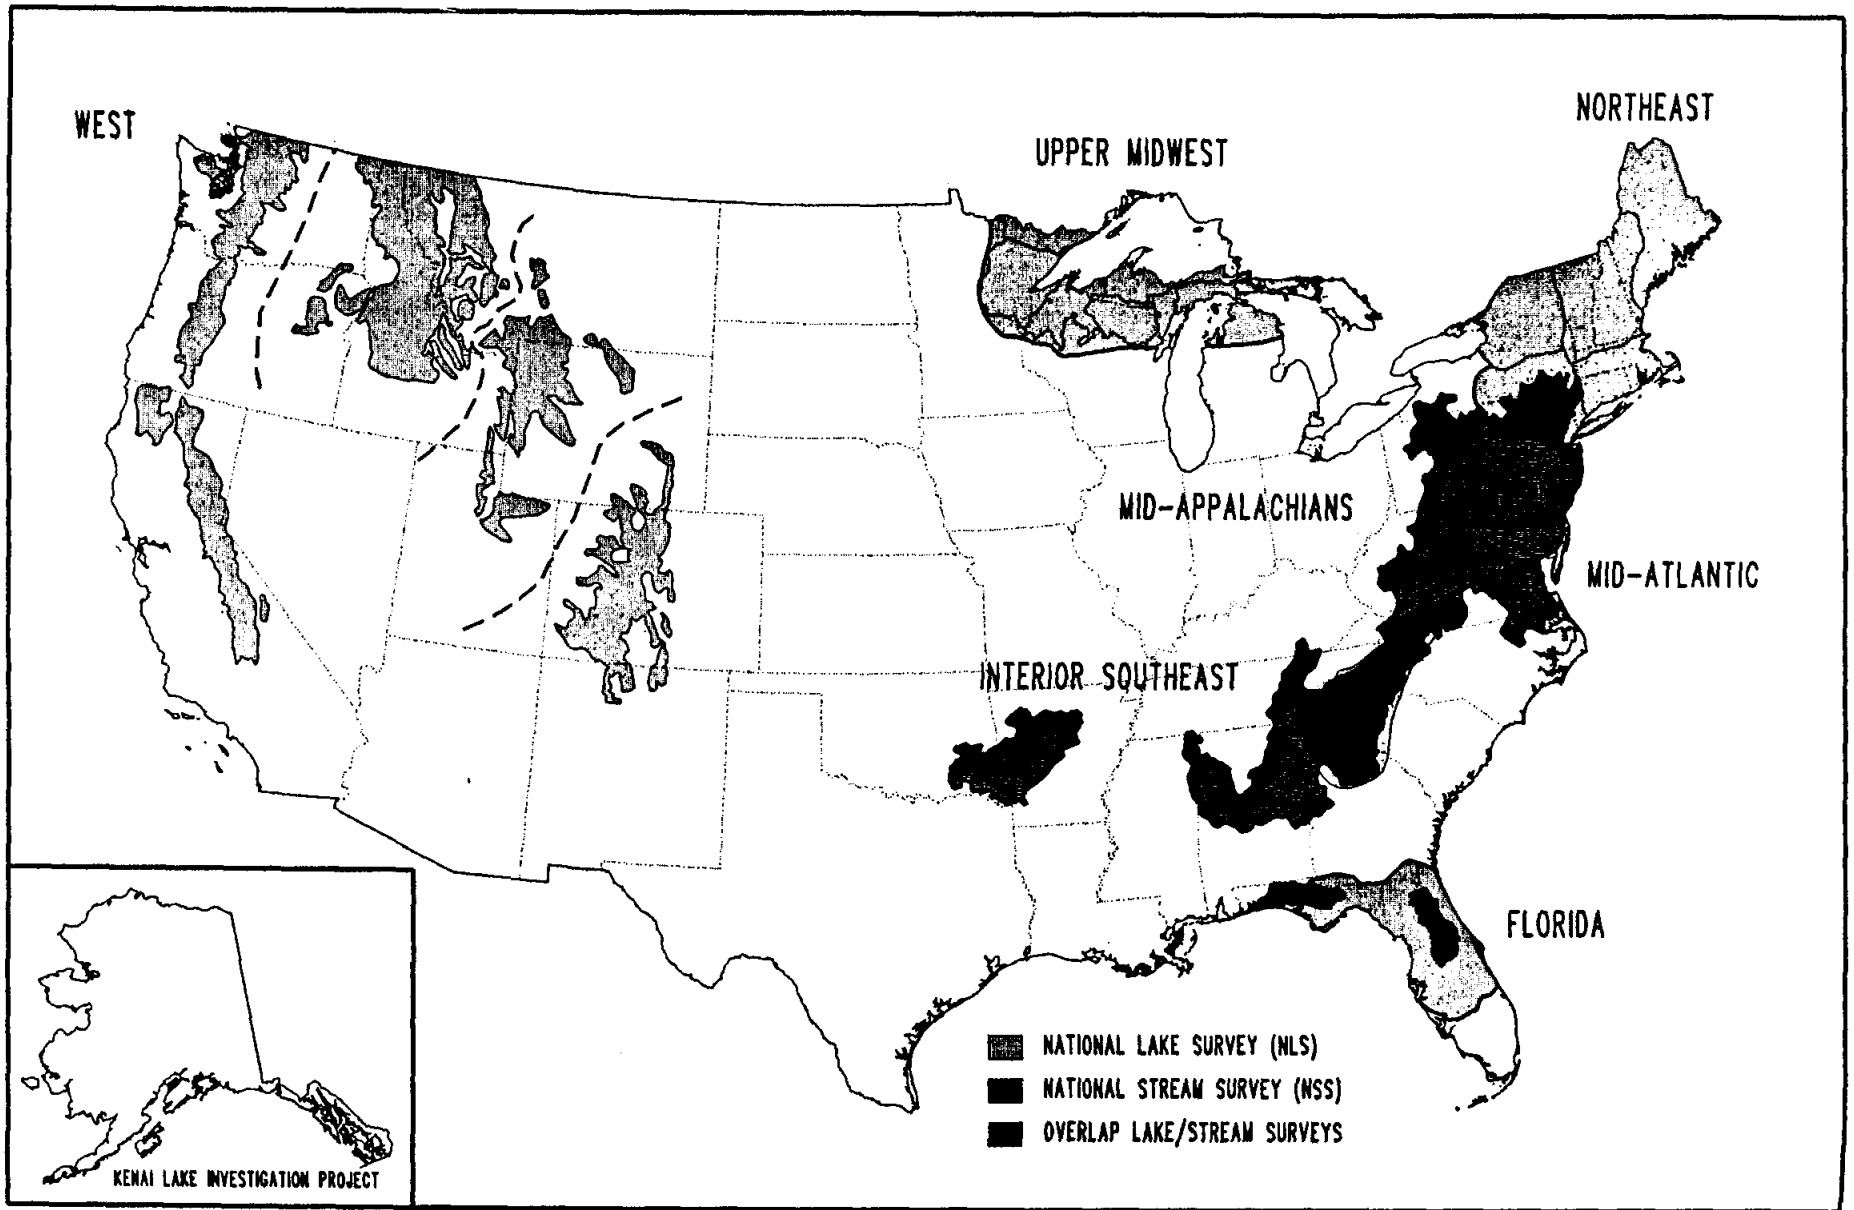 WEST
NORTHEAST
UPPER MIDWEST
MID-APPALACHIANS
MID-ATLANTIC
INTERIOR SOUTHEAST
FLORIDA
NATIONAL LAKE SURVEY (NLS)
NATIONAL STREAM SURVEY (NSS)
OVERLAP LAKE/STREAM SURVEYS
KENAI LAKE INVESTIGATION PROJECT